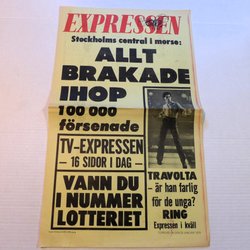 EXPRESSEN
Stockholms central i morse:
ALLT
BRAKADE
IHOP
100 000
försenade
TV-EXPRESSEN
– 16 SIDOR I DAG –
VANN DU
I NUMMER
LOTTERIET
TRAVOLTA
– är han farlig
för de unga?
RING
Expressen i kväll